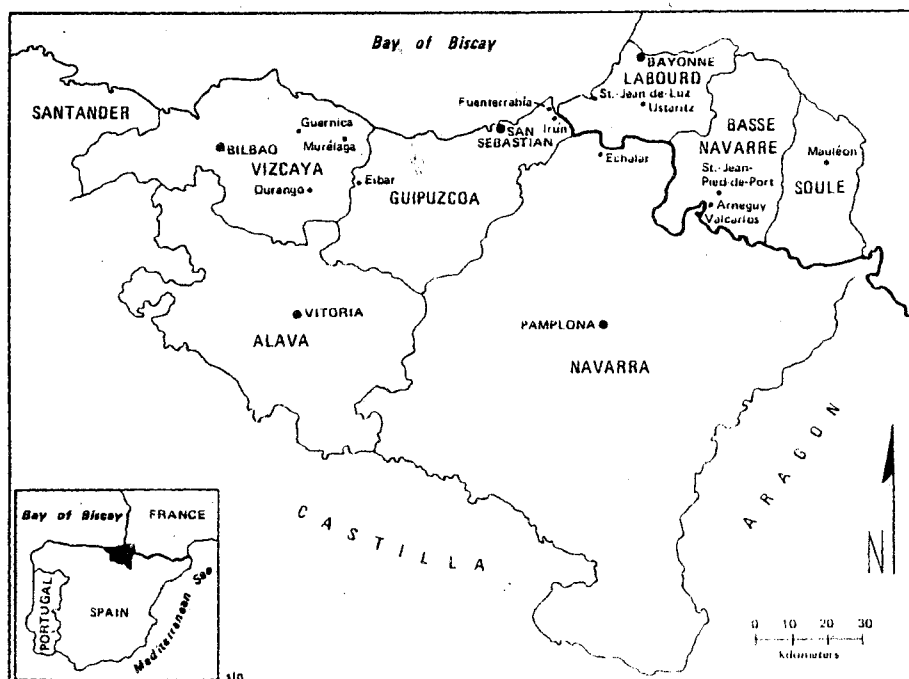 Bay of Biscay
BAYONNE
LABOURD
SANTANDER
St.-Jean de-Luz
Fuenterrabía
Ustaritz
Guernica
SAN
SEBASTIAN
Irún
BASSE
NAVARRE
BILBAO
Murélaga
Echalar
Mauléon
VIZCAYA
St.-Jean-
Pied-de-Port
SOULE
Durango
Eibar
GUIPUZCOA
Arneguy
Valcarlos
VITORIA
PAMPLONA
ALAVA
NAVARRA
ARAGON
CASTILLA
N
Bay of Biscay
FRANCE
PORTUGAL
SPAIN
Mediterranean Sea
0 10 20 30
kilometers